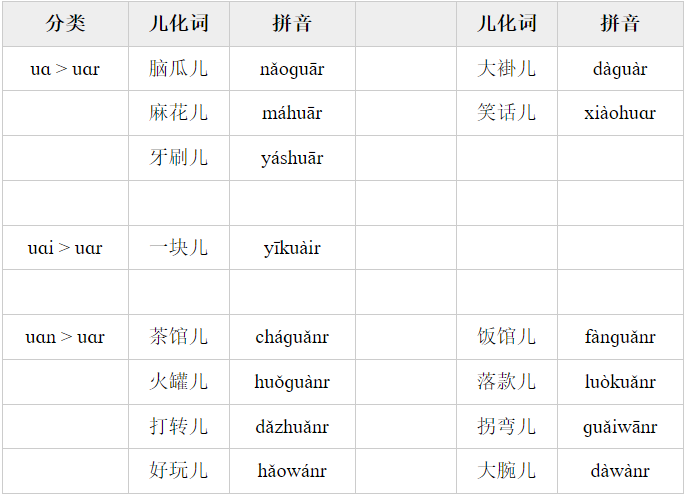 分类 儿化词 拼音 儿化词 拼音
uɑ > uɑr 脑瓜儿 nǎoguār 大褂儿 dàguàr
麻花儿 máhuār 笑话儿 xiàohuɑr
牙刷儿 yáshuār
uɑi > uɑr 一块儿 yīkuàir
uɑn > uɑr 茶馆儿 cháguǎnr 饭馆儿 fànguǎnr
火罐儿 huǒguànr 落款儿 luòkuǎnr
打转儿 dǎzhuǎnr 拐弯儿 guǎiwānr
好玩儿 hǎowánr 大腕儿 dàwànr